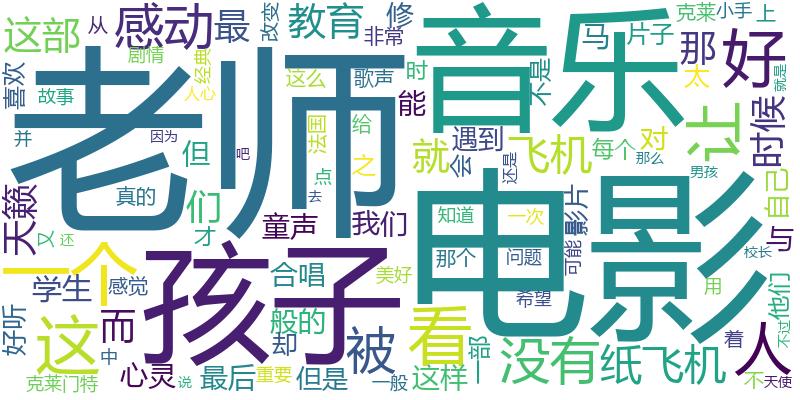 这部
从
感动
最
改变
教育
修
非常
音乐
克莱
小手
上
马
片子
那
好
喜欢
剧情
故事
经典
人心
这么
歌声
时
能
不是
太
就是
老师
并
因为
但
吧
法国
给
之
点
就
遇到
会
飞机
每个
对
让
时候
那么
还是
男孩
天籁
又
还
真的
们
才
去
童声
我们
知道
一次
可能
影片
电影
自己
与
校长
一个
学生
感觉
孩子
合唱
美好
那个
问题
希望
用
他们
不过
好听
这
中
而
般的
却
被
看
一部
没有
纸飞机
着
人
克莱门特
心灵
说
最后
重要
但是
一般
这样
不
天使